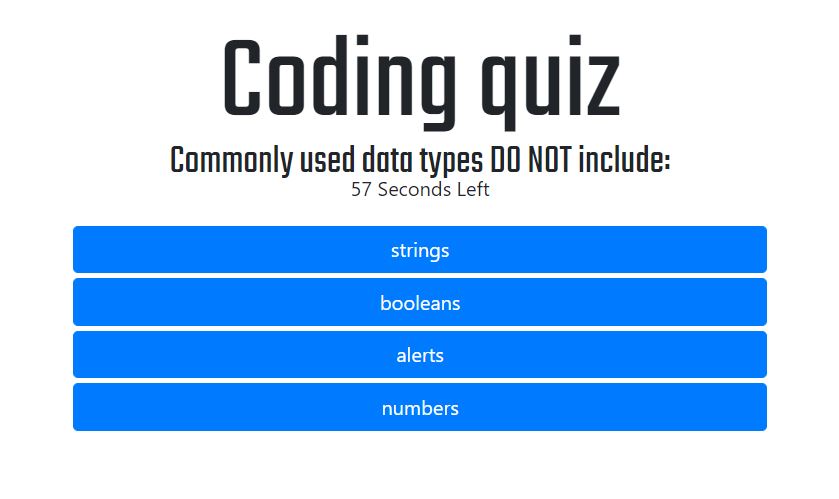 Coding quiz
Commonly used data types DO NOT include:
57 Seconds Left
strings
booleans
alerts
numbers